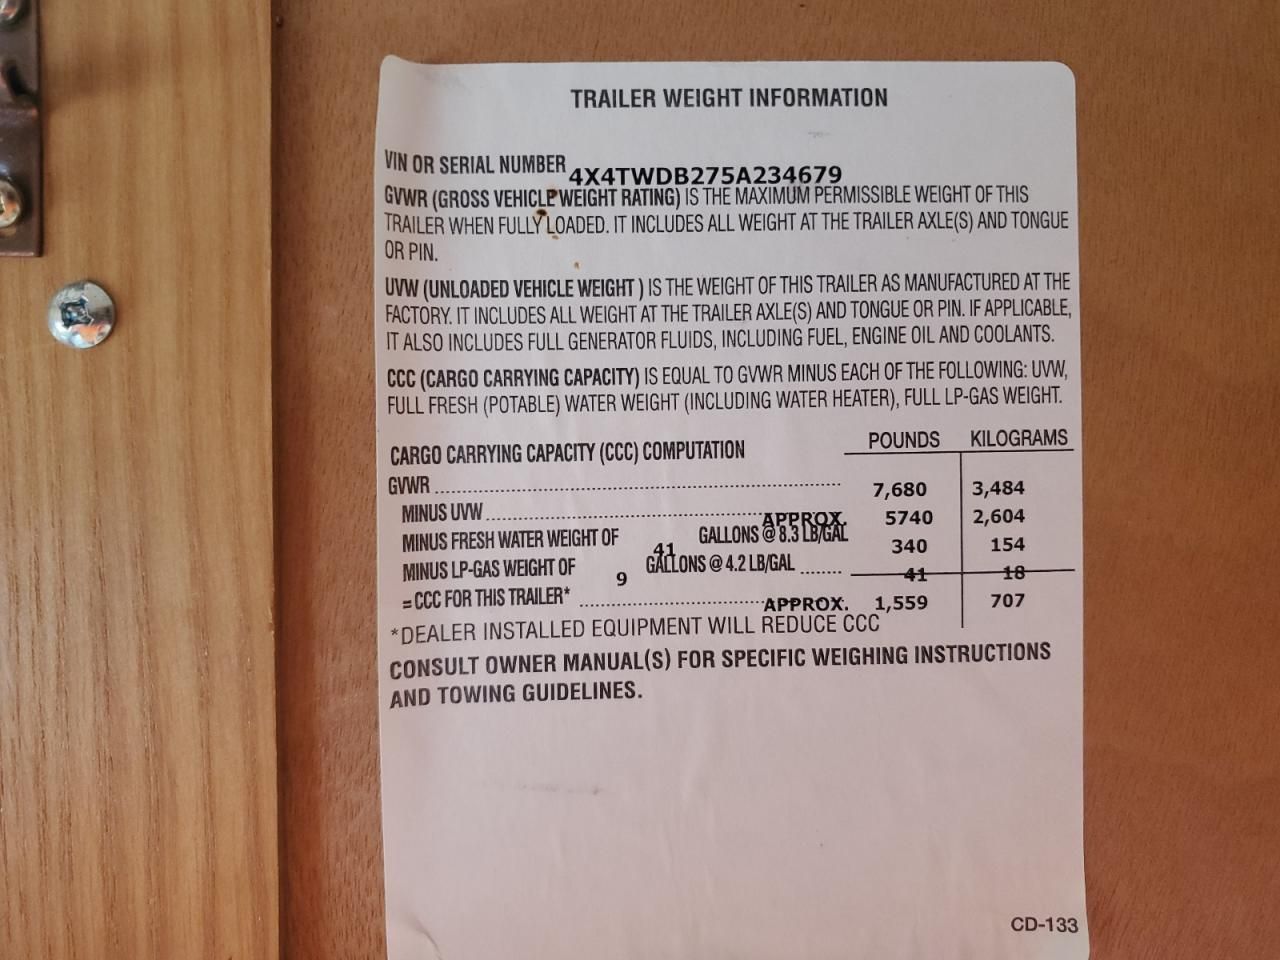 TRAILER WEIGHT INFORMATION
VIN OR SERIAL NUMBER 4X4TWDB275A234679
GVWR (GROSS VEHICLE WEIGHT RATING) IS THE MAXIMUM PERMISSIBLE WEIGHT OF THIS
TRAILER WHEN FULLY LOADED. IT INCLUDES ALL WEIGHT AT THE TRAILER AXLE(S) AND TONGUE
OR PIN.
UVW (UNLOADED VEHICLE WEIGHT ) IS THE WEIGHT OF THIS TRAILER AS MANUFACTURED AT THE
FACTORY. IT INCLUDES ALL WEIGHT AT THE TRAILER AXLE(S) AND TONGUE OR PIN. IF APPLICABLE,
IT ALSO INCLUDES FULL GENERATOR FLUIDS, INCLUDING FUEL, ENGINE OIL AND COOLANTS.
CCC (CARGO CARRYING CAPACITY) IS EQUAL TO GVWR MINUS EACH OF THE FOLLOWING: UVW,
FULL FRESH (POTABLE) WATER WEIGHT (INCLUDING WATER HEATER), FULL LP-GAS WEIGHT.
CARGO CARRYING CAPACITY (CCC) COMPUTATION POUNDS KILOGRAMS
GVWR 7,680 3,484
MINUS UVW APPROX. 5740 2,604
MINUS FRESH WATER WEIGHT OF 41 GALLONS @ 8.3 LB/GAL 340 154
MINUS LP-GAS WEIGHT OF 9 GALLONS @ 4.2 LB/GAL 41 18
=CCC FOR THIS TRAILER* APPROX. 1,559 707
*DEALER INSTALLED EQUIPMENT WILL REDUCE CCC
CONSULT OWNER MANUAL(S) FOR SPECIFIC WEIGHING INSTRUCTIONS
AND TOWING GUIDELINES.
CD-133